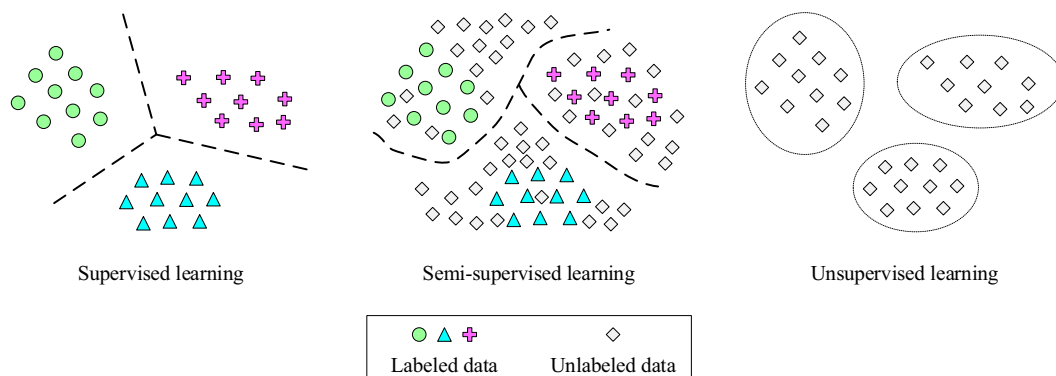 Supervised learning
Semi-supervised learning
Unsupervised learning
Labeled data
Unlabeled data